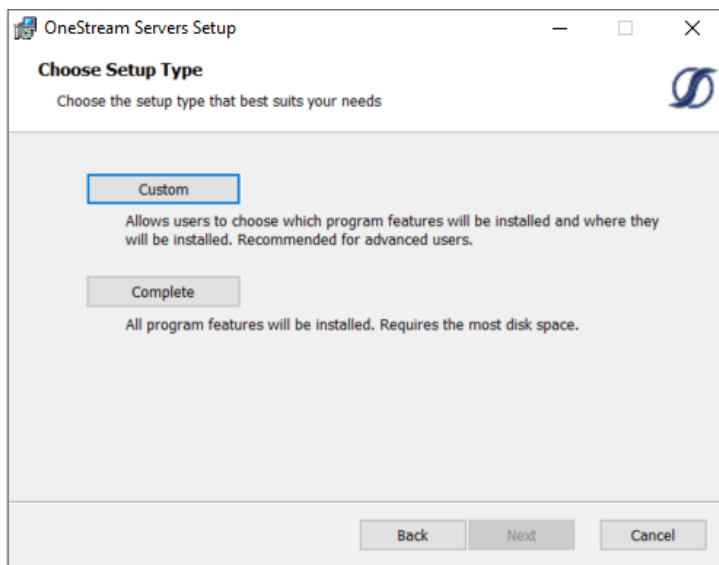 OneStream Servers Setup
Choose Setup Type
Choose the setup type that best suits your needs
Custom
Allows users to choose which program features will be installed and where they
will be installed. Recommended for advanced users.
Complete
All program features will be installed. Requires the most disk space.
Back
Next
Cancel